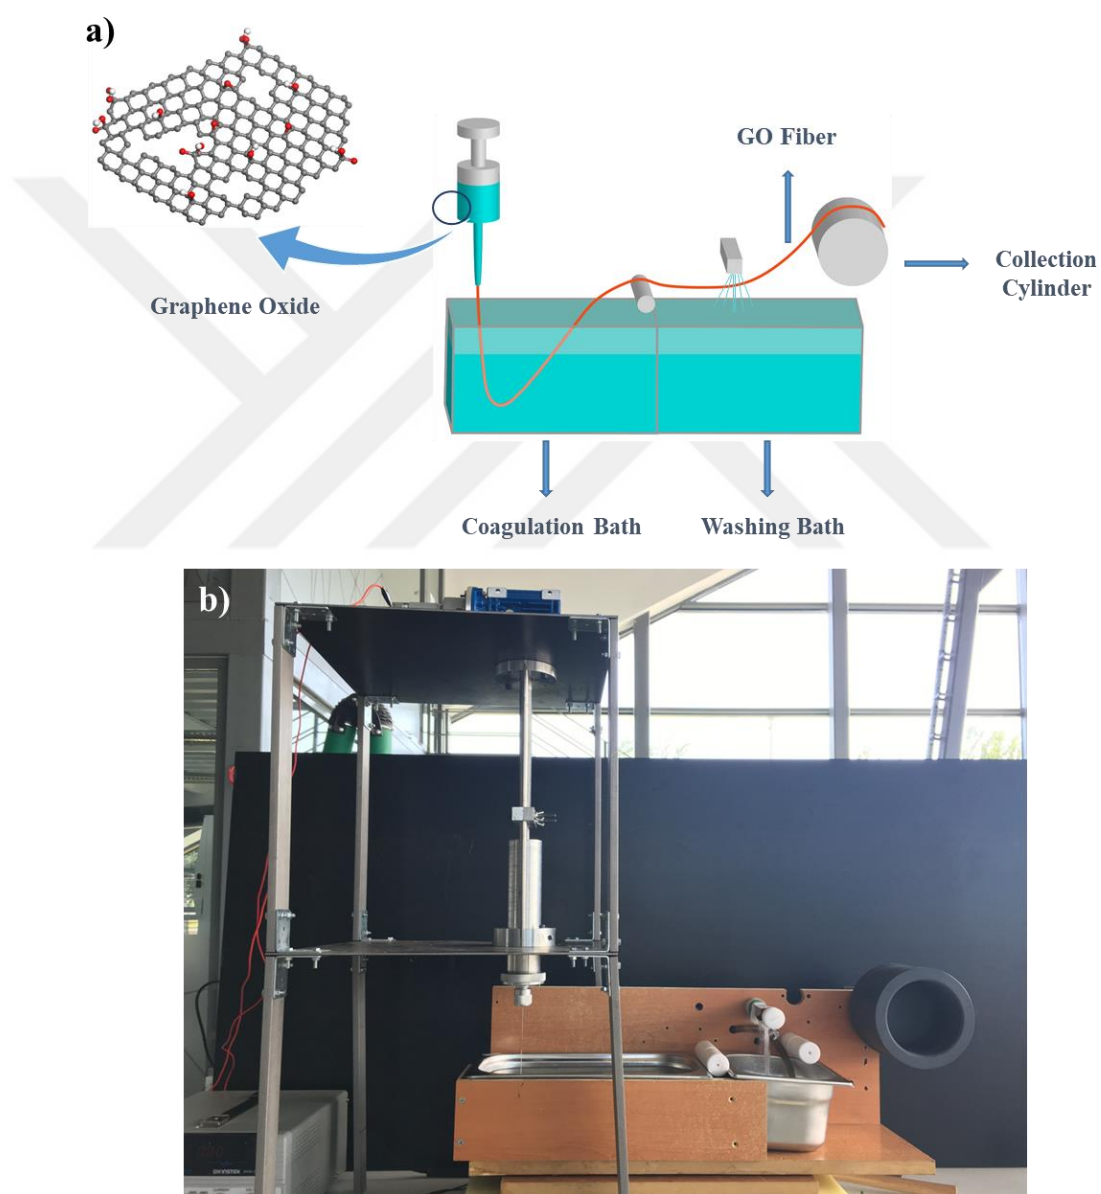 a)
GO Fiber
Collection
Cylinder
Graphene Oxide
Coagulation Bath
Washing Bath
b)